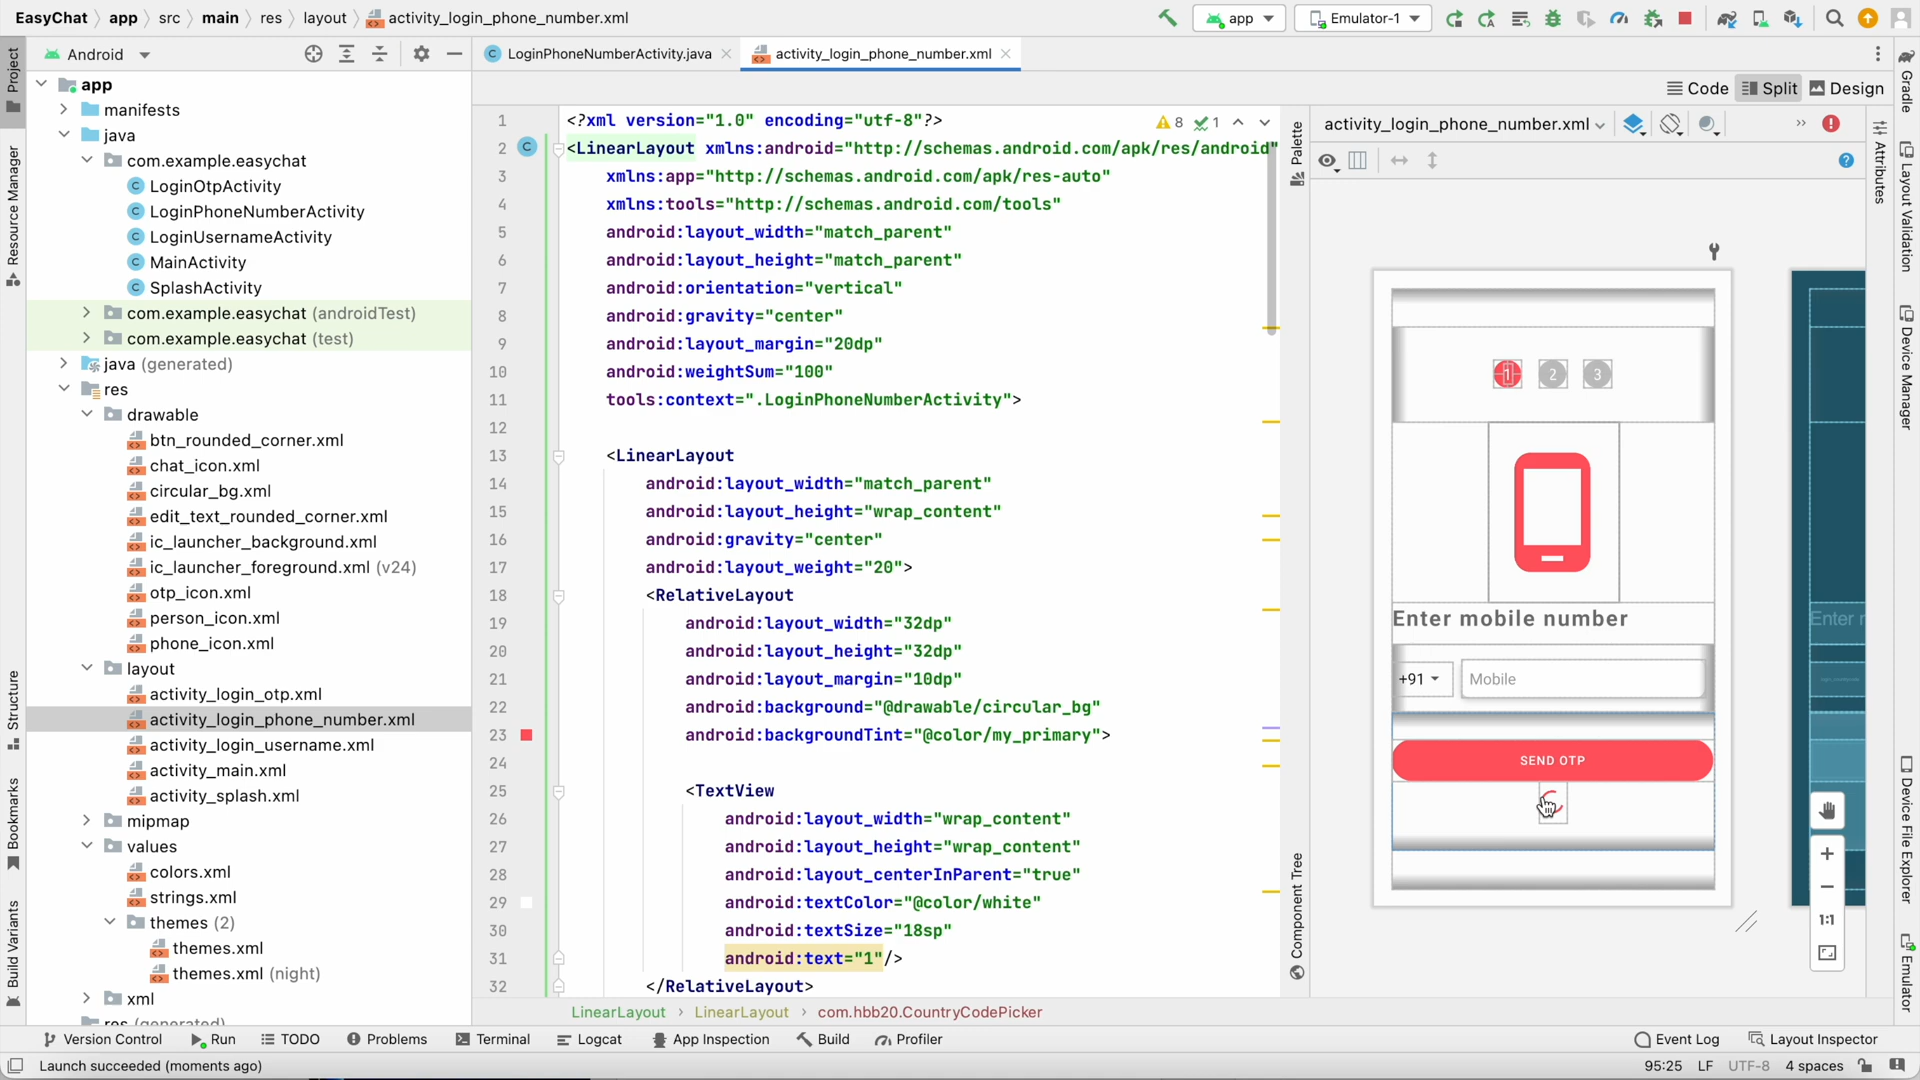 EasyChat app src main res layout activity_login_phone_number.xml
app Emulator-1
Android
LoginPhoneNumberActivity.java activity_login_phone_number.xml
Code Split Design
Project
Resource Manager
Structure
Bookmarks
Build Variants
app
manifests
java
com.example.easychat
LoginOtpActivity
LoginPhoneNumberActivity
LoginUsernameActivity
MainActivity
SplashActivity
com.example.easychat (androidTest)
com.example.easychat (test)
java (generated)
res
drawable
btn_rounded_corner.xml
chat_icon.xml
circular_bg.xml
edit_text_rounded_corner.xml
ic_launcher_background.xml
ic_launcher_foreground.xml (v24)
otp_icon.xml
person_icon.xml
phone_icon.xml
layout
activity_login_otp.xml
activity_login_phone_number.xml
activity_login_username.xml
activity_main.xml
activity_splash.xml
mipmap
values
colors.xml
strings.xml
themes (2)
themes.xml
themes.xml (night)
xml
res (generated)
8 1
1 <?xml version="1.0" encoding="utf-8"?>
2 <LinearLayout xmlns:android="http://schemas.android.com/apk/res/android"
3 xmlns:app="http://schemas.android.com/apk/res-auto"
4 xmlns:tools="http://schemas.android.com/tools"
5 android:layout_width="match_parent"
6 android:layout_height="match_parent"
7 android:orientation="vertical"
8 android:gravity="center"
9 android:layout_margin="20dp"
10 android:weightSum="100"
11 tools:context=".LoginPhoneNumberActivity">
12
13 <LinearLayout
14 android:layout_width="match_parent"
15 android:layout_height="wrap_content"
16 android:gravity="center"
17 android:layout_weight="20">
18 <RelativeLayout
19 android:layout_width="32dp"
20 android:layout_height="32dp"
21 android:layout_margin="10dp"
22 android:background="@drawable/circular_bg"
23 android:backgroundTint="@color/my_primary">
24
25 <TextView
26 android:layout_width="wrap_content"
27 android:layout_height="wrap_content"
28 android:layout_centerInParent="true"
29 android:textColor="@color/white"
30 android:textSize="18sp"
31 android:text="1"/>
32 </RelativeLayout>
LinearLayout LinearLayout com.hbb20.CountryCodePicker
Palette
Component Tree
activity_login_phone_number.xml
1 2 3
Enter mobile number
+91 Mobile
SEND OTP
Enter
1:1
Attributes
Gradle
Layout Validation
Device Manager
Device File Explorer
Emulator
Version Control Run TODO Problems Terminal Logcat App Inspection Build Profiler Event Log Layout Inspector
Launch succeeded (moments ago) 95:25 LF UTF-8 4 spaces